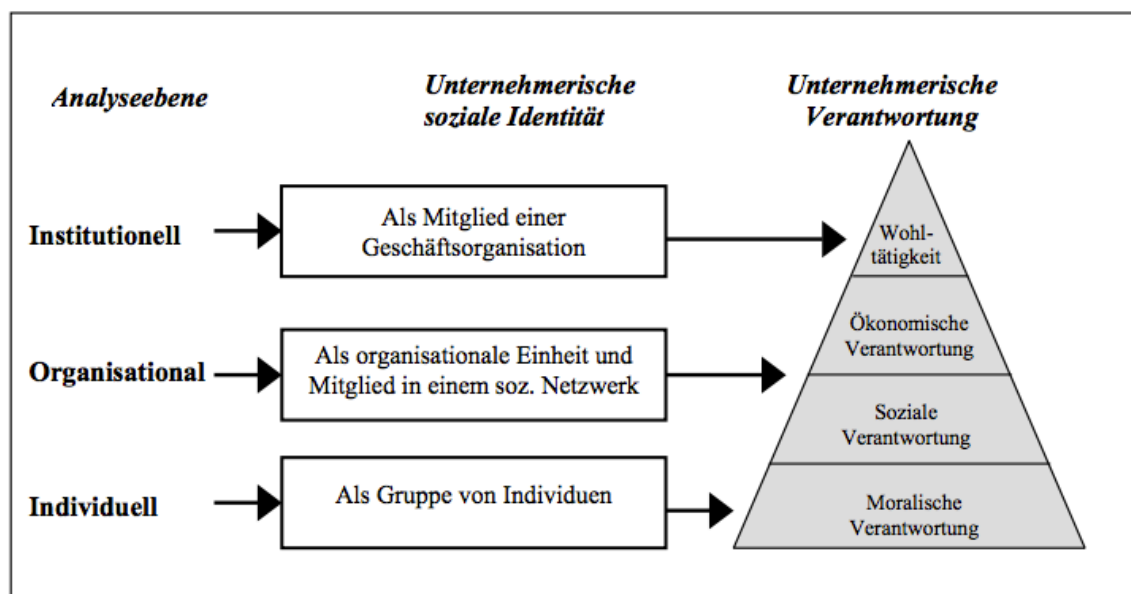 Analyseebene
Unternehmerische
soziale Identität
Unternehmerische
Verantwortung
Institutionell
Als Mitglied einer
Geschäftsorganisation
Wohl-
tätigkeit
Organisational
Als organisationale Einheit und
Mitglied in einem soz. Netzwerk
Ökonomische
Verantwortung
Soziale
Verantwortung
Individuell
Als Gruppe von Individuen
Moralische
Verantwortung